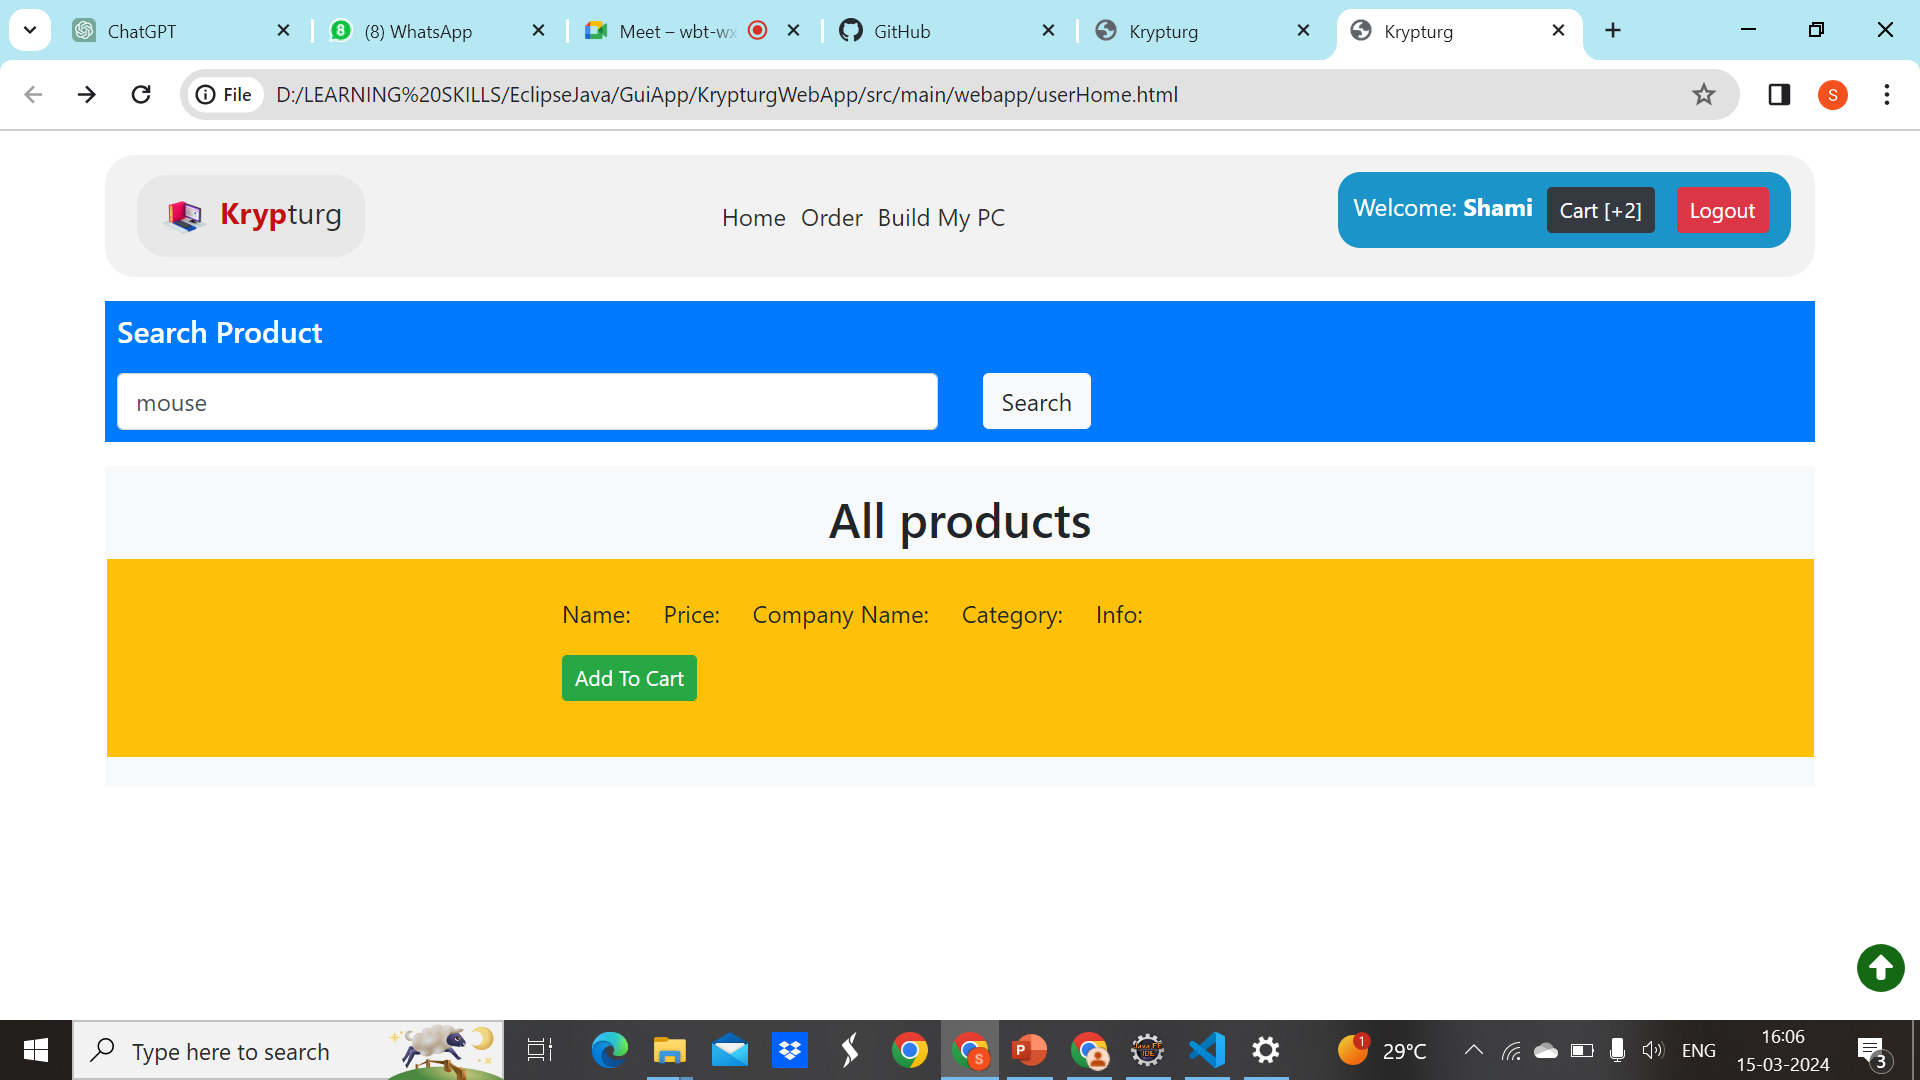 ChatGPT
(8) WhatsApp
Meet – wbt-wx
GitHub
Krypturg
Krypturg
File
D:/LEARNING%20SKILLS/EclipseJava/GuiApp/KrypturgWebApp/src/main/webapp/userHome.html
S
Krypturg
Home Order Build My PC
Welcome: Shami
Cart [+2]
Logout
Search Product
mouse
Search
All products
Name: Price: Company Name: Category: Info:
Add To Cart
Type here to search
29°C
ENG
16:06
15-03-2024
3